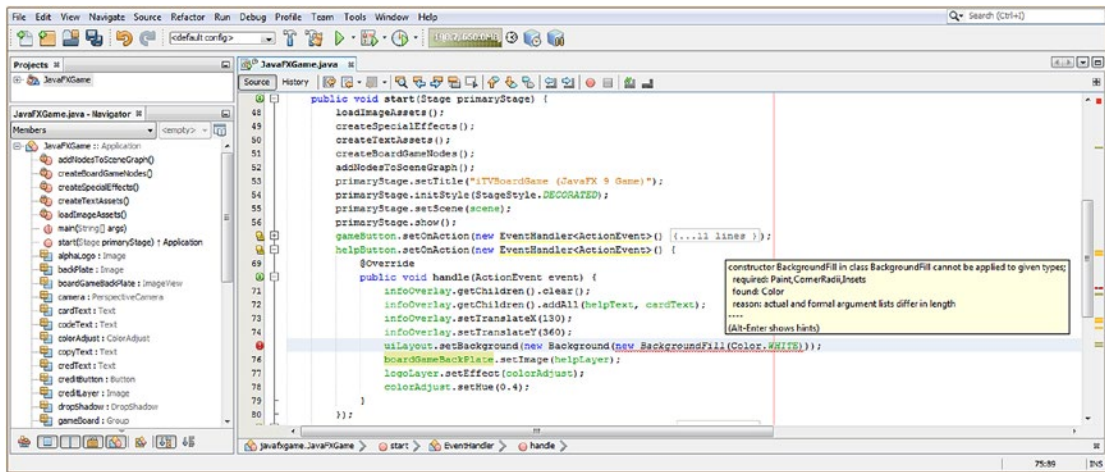 File Edit View Navigate Source Refactor Run Debug Profile Team Tools Window Help
Search (Ctrl+I)
<default config>
Projects
JavaFXGame
JavaFXGame.java - Navigator
Members
<empty>
JavaFXGame :: Application
addNodesToSceneGraph()
createBoardGameNodes()
createSpecialEffects()
createTextAssets()
loadImageAssets()
main(String[] args)
start(Stage primaryStage) ↑ Application
alphaLogo : Image
backPlate : Image
boardGameBackPlate : ImageView
camera : PerspectiveCamera
cardText : Text
codeText : Text
colorAdjust : ColorAdjust
copyText : Text
credText : Text
creditButton : Button
creditLayer : Image
dropShadow : DropShadow
gameBoard : Group
JavaFXGame.java
Source History
public void start(Stage primaryStage) {
48 loadImageAssets();
49 createSpecialEffects();
50 createTextAssets();
51 createBoardGameNodes();
52 addNodesToSceneGraph();
53 primaryStage.setTitle("iTVBoardGame (JavaFX 9 Game)");
54 primaryStage.initStyle(StageStyle.DECORATED);
55 primaryStage.setScene(scene);
56 primaryStage.show();
gameButton.setOnAction(new EventHandler<ActionEvent>() {...11 lines });
helpButton.setOnAction(new EventHandler<ActionEvent>() {
69 @Override
public void handle(ActionEvent event) {
71 infoOverlay.getChildren().clear();
72 infoOverlay.getChildren().addAll(helpText, cardText);
73 infoOverlay.setTranslateX(130);
74 infoOverlay.setTranslateY(360);
uiLayout.setBackground(new Background(new BackgroundFill(Color.WHITE)));
76 boardGameBackPlate.setImage(helpLayer);
77 logoLayer.setEffect(colorAdjust);
78 colorAdjust.setHue(0.4);
79 }
80 });
constructor BackgroundFill in class BackgroundFill cannot be applied to given types;
required: Paint,CornerRadii,Insets
found: Color
reason: actual and formal argument lists differ in length
----
(Alt-Enter shows hints)
javafxgame.JavaFXGame start EventHandler handle
75:89 INS